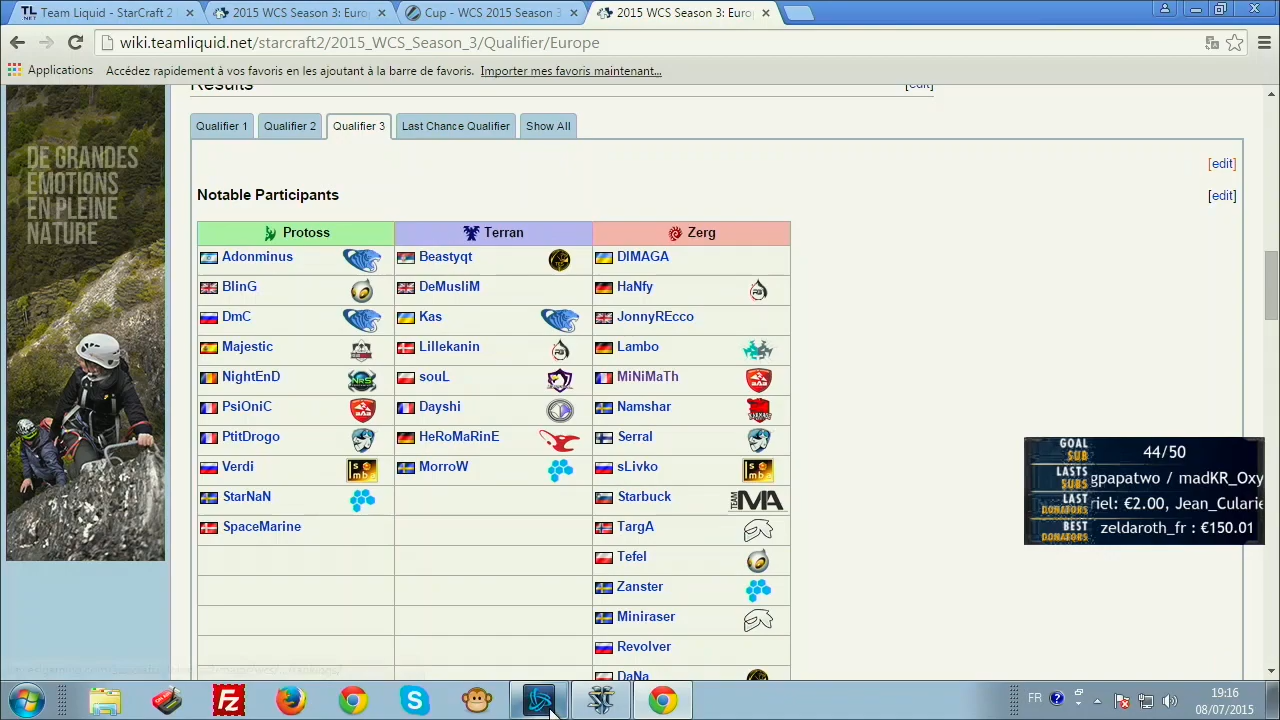 Team Liquid - StarCraft 2
2015 WCS Season 3: Euro
Cup - WCS 2015 Season 3
2015 WCS Season 3: Euro
wiki.teamliquid.net/starcraft2/2015_WCS_Season_3/Qualifier/Europe
Applications
Accédez rapidement à vos favoris en les ajoutant à la barre de favoris. Importer mes favoris maintenant...
Results [edit]
Qualifier 1 Qualifier 2 Qualifier 3 Last Chance Qualifier Show All
[edit]
Notable Participants [edit]
Protoss Terran Zerg
Adonminus Beastyqt DIMAGA
BlinG DeMusliM HaNfy
DmC Kas JonnyREcco
Majestic Lillekanin Lambo
NightEnD souL MiNiMaTh
PsiOniC Dayshi Namshar
PtitDrogo HeRoMaRinE Serral
Verdi MorroW sLivko
StarNaN Starbuck
SpaceMarine TargA
Tefel
Zanster
Miniraser
Revolver
DaNa
DE GRANDES
ÉMOTIONS
EN PLEINE
NATURE
GOAL SUB 44/50
LASTS SUBS gpapatwo / madKR_Oxy
LAST DONATORS riel: €2.00, Jean_Cularie
BEST DONATORS zeldaroth_fr : €150.01
FR
19:16
08/07/2015